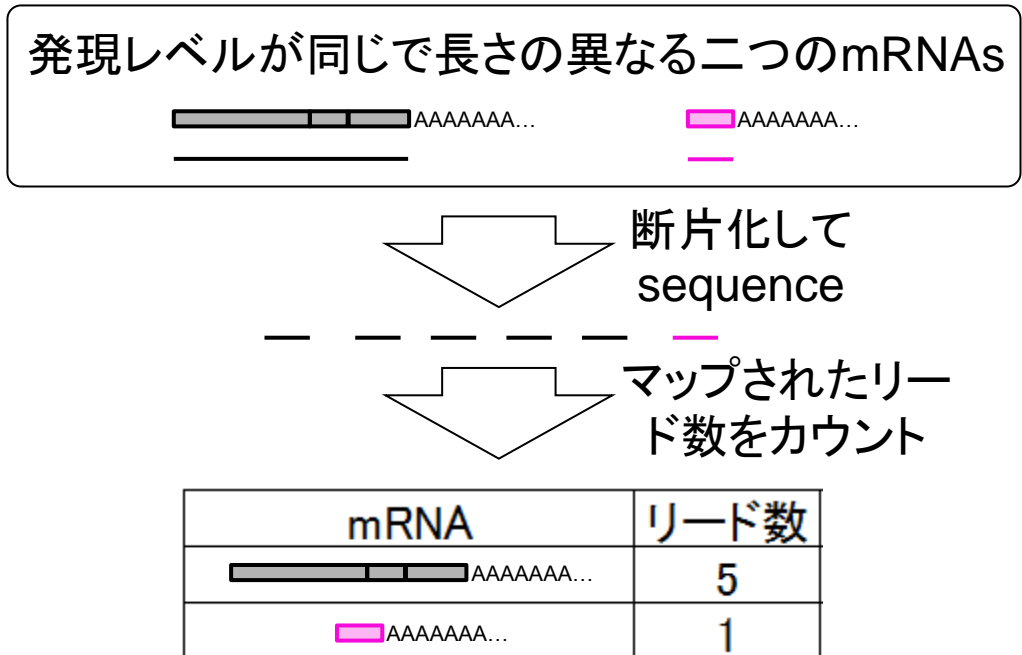 発現レベルが同じで長さの異なる二つのmRNAs
AAAAAAA… AAAAAAA…
断片化して
sequence
マップされたリー
ド数をカウント
mRNA リード数
AAAAAAA… 5
AAAAAAA… 1